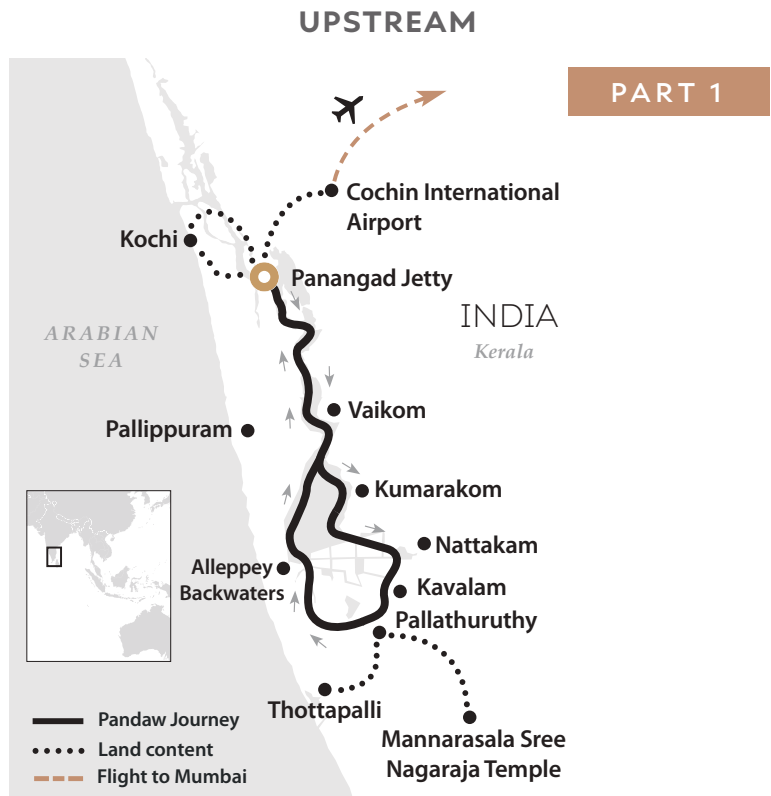 UPSTREAM
PART 1
Cochin International
Airport
Kochi
Panangad Jetty
INDIA
Kerala
ARABIAN
SEA
Vaikom
Pallippuram
Kumarakom
Nattakam
Alleppey
Backwaters
Kavalam
Pallathuruthy
Thottapalli
Mannarasala Sree
Nagaraja Temple
Pandaw Journey
Land content
Flight to Mumbai